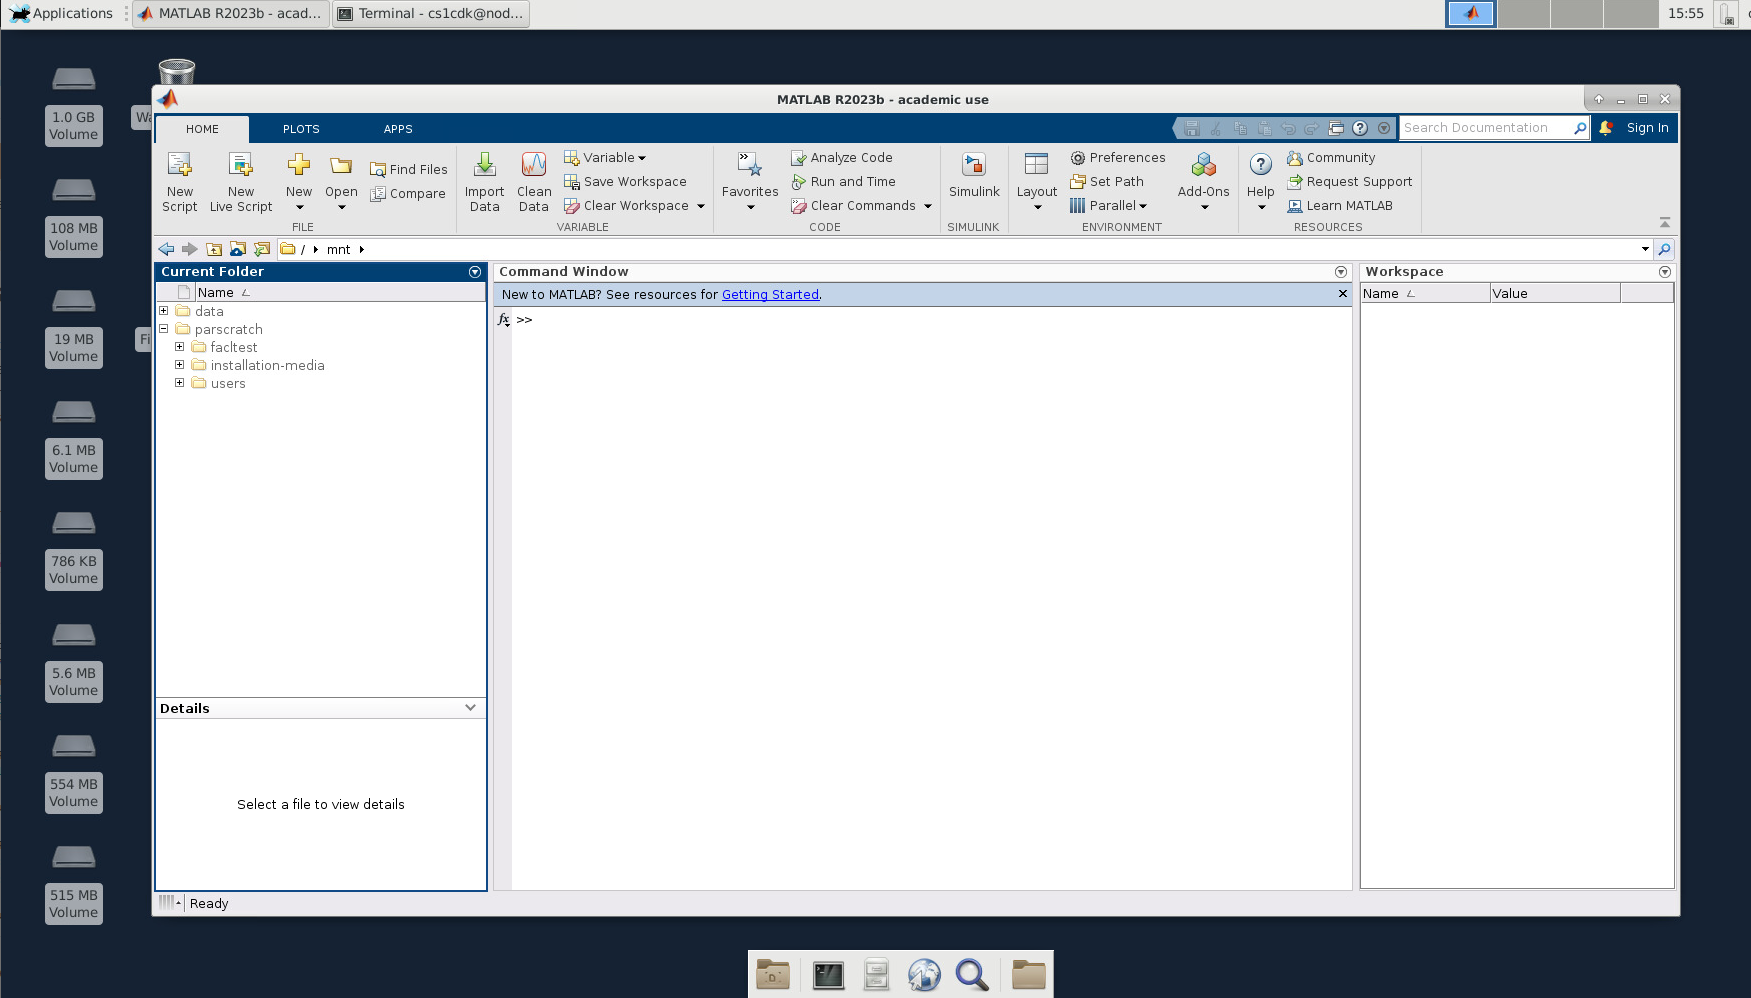 Applications
MATLAB R2023b - acad...
Terminal - cs1cdk@nod...
15:55
1.0 GB
Volume
108 MB
Volume
19 MB
Volume
6.1 MB
Volume
786 KB
Volume
5.6 MB
Volume
554 MB
Volume
515 MB
Volume
MATLAB R2023b - academic use
HOME
PLOTS
APPS
Search Documentation
Sign In
New
Script
New
Live Script
New
Open
Find Files
Compare
FILE
Import
Data
Clean
Data
Variable
Save Workspace
Clear Workspace
VARIABLE
Favorites
Analyze Code
Run and Time
Clear Commands
CODE
Simulink
SIMULINK
Layout
Preferences
Set Path
Parallel
Add-Ons
ENVIRONMENT
Help
Community
Request Support
Learn MATLAB
RESOURCES
/ mnt
Current Folder
Name
data
parscratch
facltest
installation-media
users
Details
Select a file to view details
Command Window
New to MATLAB? See resources for Getting Started.
fx >>
Workspace
Name
Value
Ready